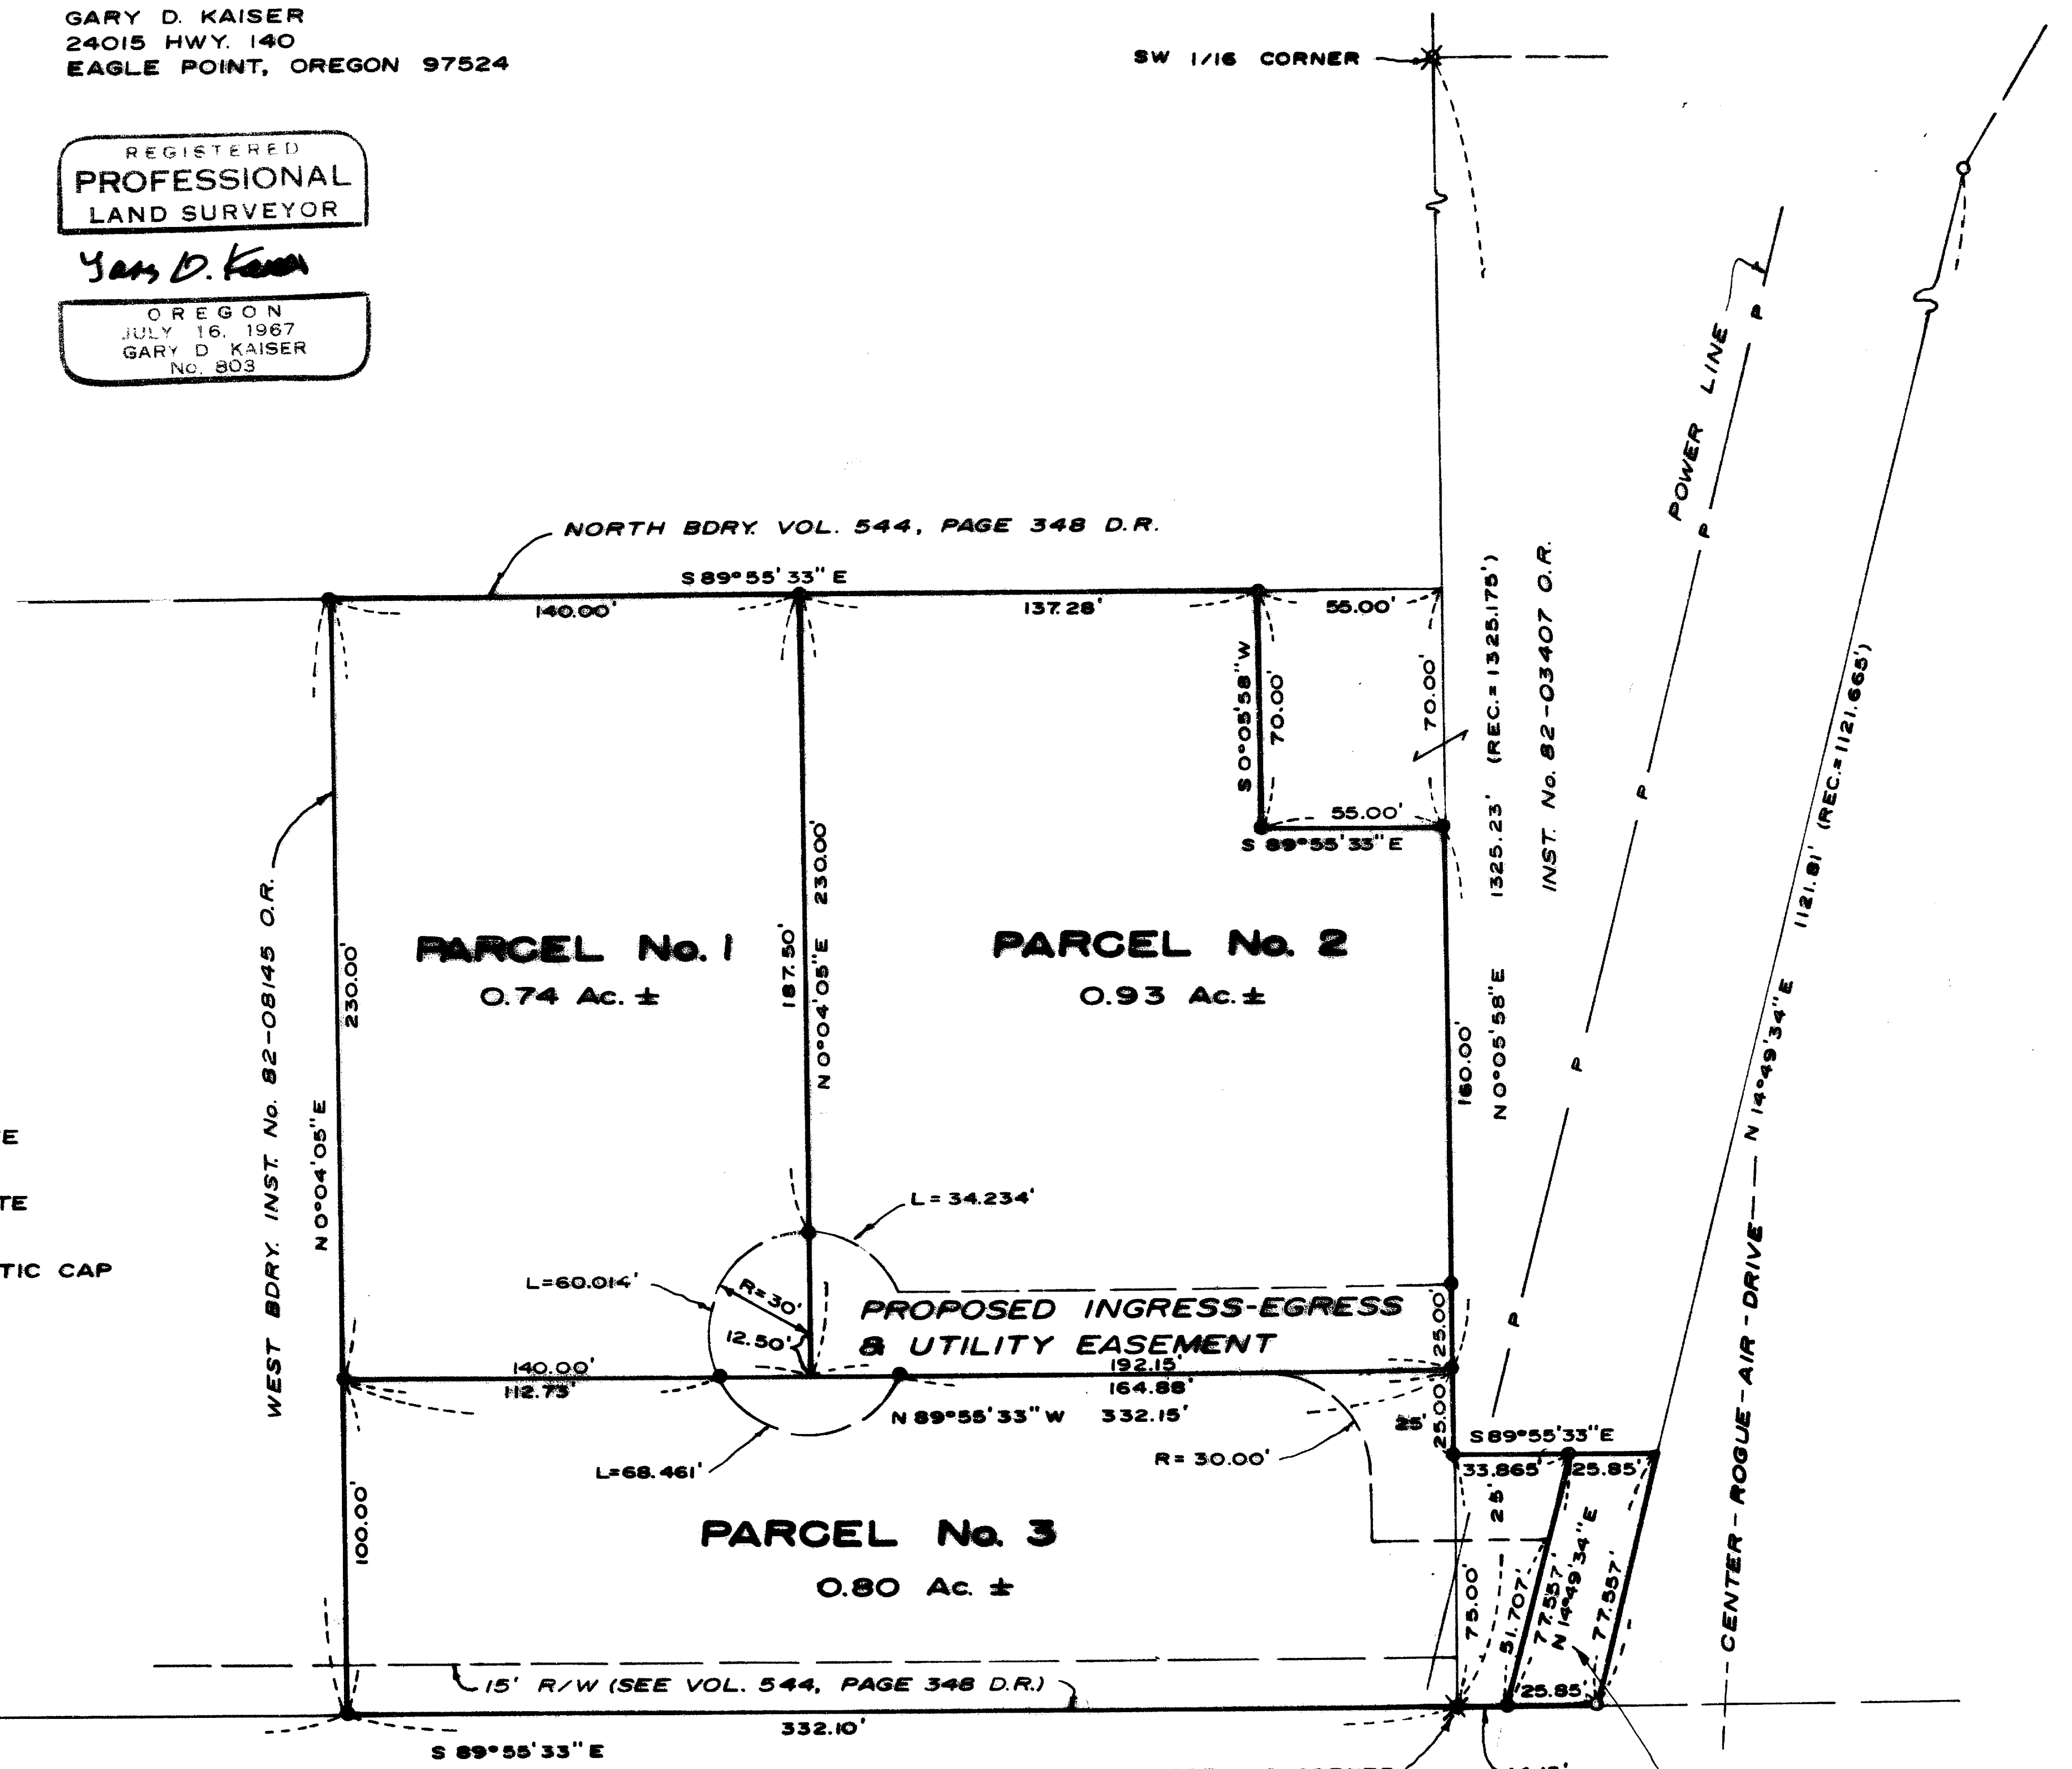 GARY D. KAISER
24015 HWY. 140
EAGLE POINT, OREGON 97524
SW 1/16 CORNER
REGISTERED
PROFESSIONAL
LAND SURVEYOR
Gary D. Kaiser
OREGON
JULY 16, 1967
GARY D KAISER
No. 803
POWER LINE
P
P
P
P
P
NORTH BDRY. VOL. 544, PAGE 348 D.R.
S 89°55'33" E
140.00'
137.28'
55.00'
S 0°05'58" W
70.00'
70.00'
55.00'
S 89°55'33" E
1325.23' (REC.=1325.175')
INST. No. 82-03407 O.R.
1121.81' (REC.=1121.665')
N 14°49'34" E
CENTER-ROGUE-AIR-DRIVE
WEST BDRY. INST. No. 82-08145 O.R.
230.00'
N 0°04'05" E
187.50'
N 0°04'05" E 230.00'
PARCEL No. 1
0.74 Ac. ±
PARCEL No. 2
0.93 Ac. ±
160.00'
N 0°05'58" E
E
TE
TIC CAP
L=34.234'
L=60.014'
R=30'
12.50'
PROPOSED INGRESS-EGRESS
& UTILITY EASEMENT
25.00'
140.00'
112.73'
192.15'
164.88'
N 89°55'33" W 332.15'
25'
25.00'
L=68.461'
R=30.00'
S 89°55'33" E
33.865'
25.85'
25'
100.00'
PARCEL No. 3
0.80 Ac. ±
75.00'
51.707'
77.557'
N 14°49'34" E
77.557'
15' R/W (SEE VOL. 544, PAGE 348 D.R.)
25.85'
332.10'
S 89°55'33" E